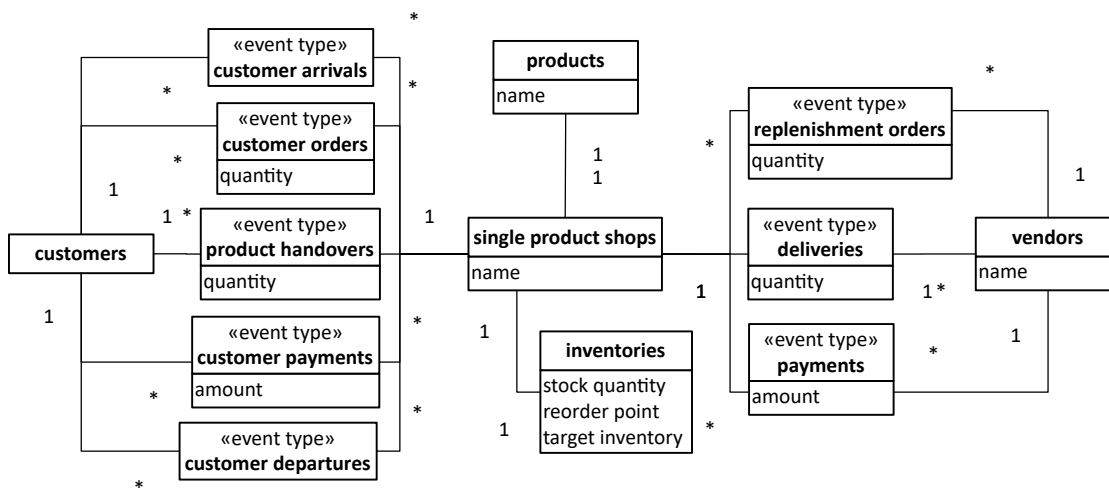 *
«event type»
customer arrivals
*
*
«event type»
customer orders
quantity
*
1
1
*
«event type»
product handovers
quantity
customers
1
«event type»
customer payments
amount
*
*
*
«event type»
customer departures
*
products
name
1
1
1
single product shops
name
1
1
inventories
stock quantity
reorder point
target inventory
*
*
«event type»
replenishment orders
quantity
*
1
«event type»
deliveries
quantity
1
1
*
vendors
name
1
«event type»
payments
amount
*